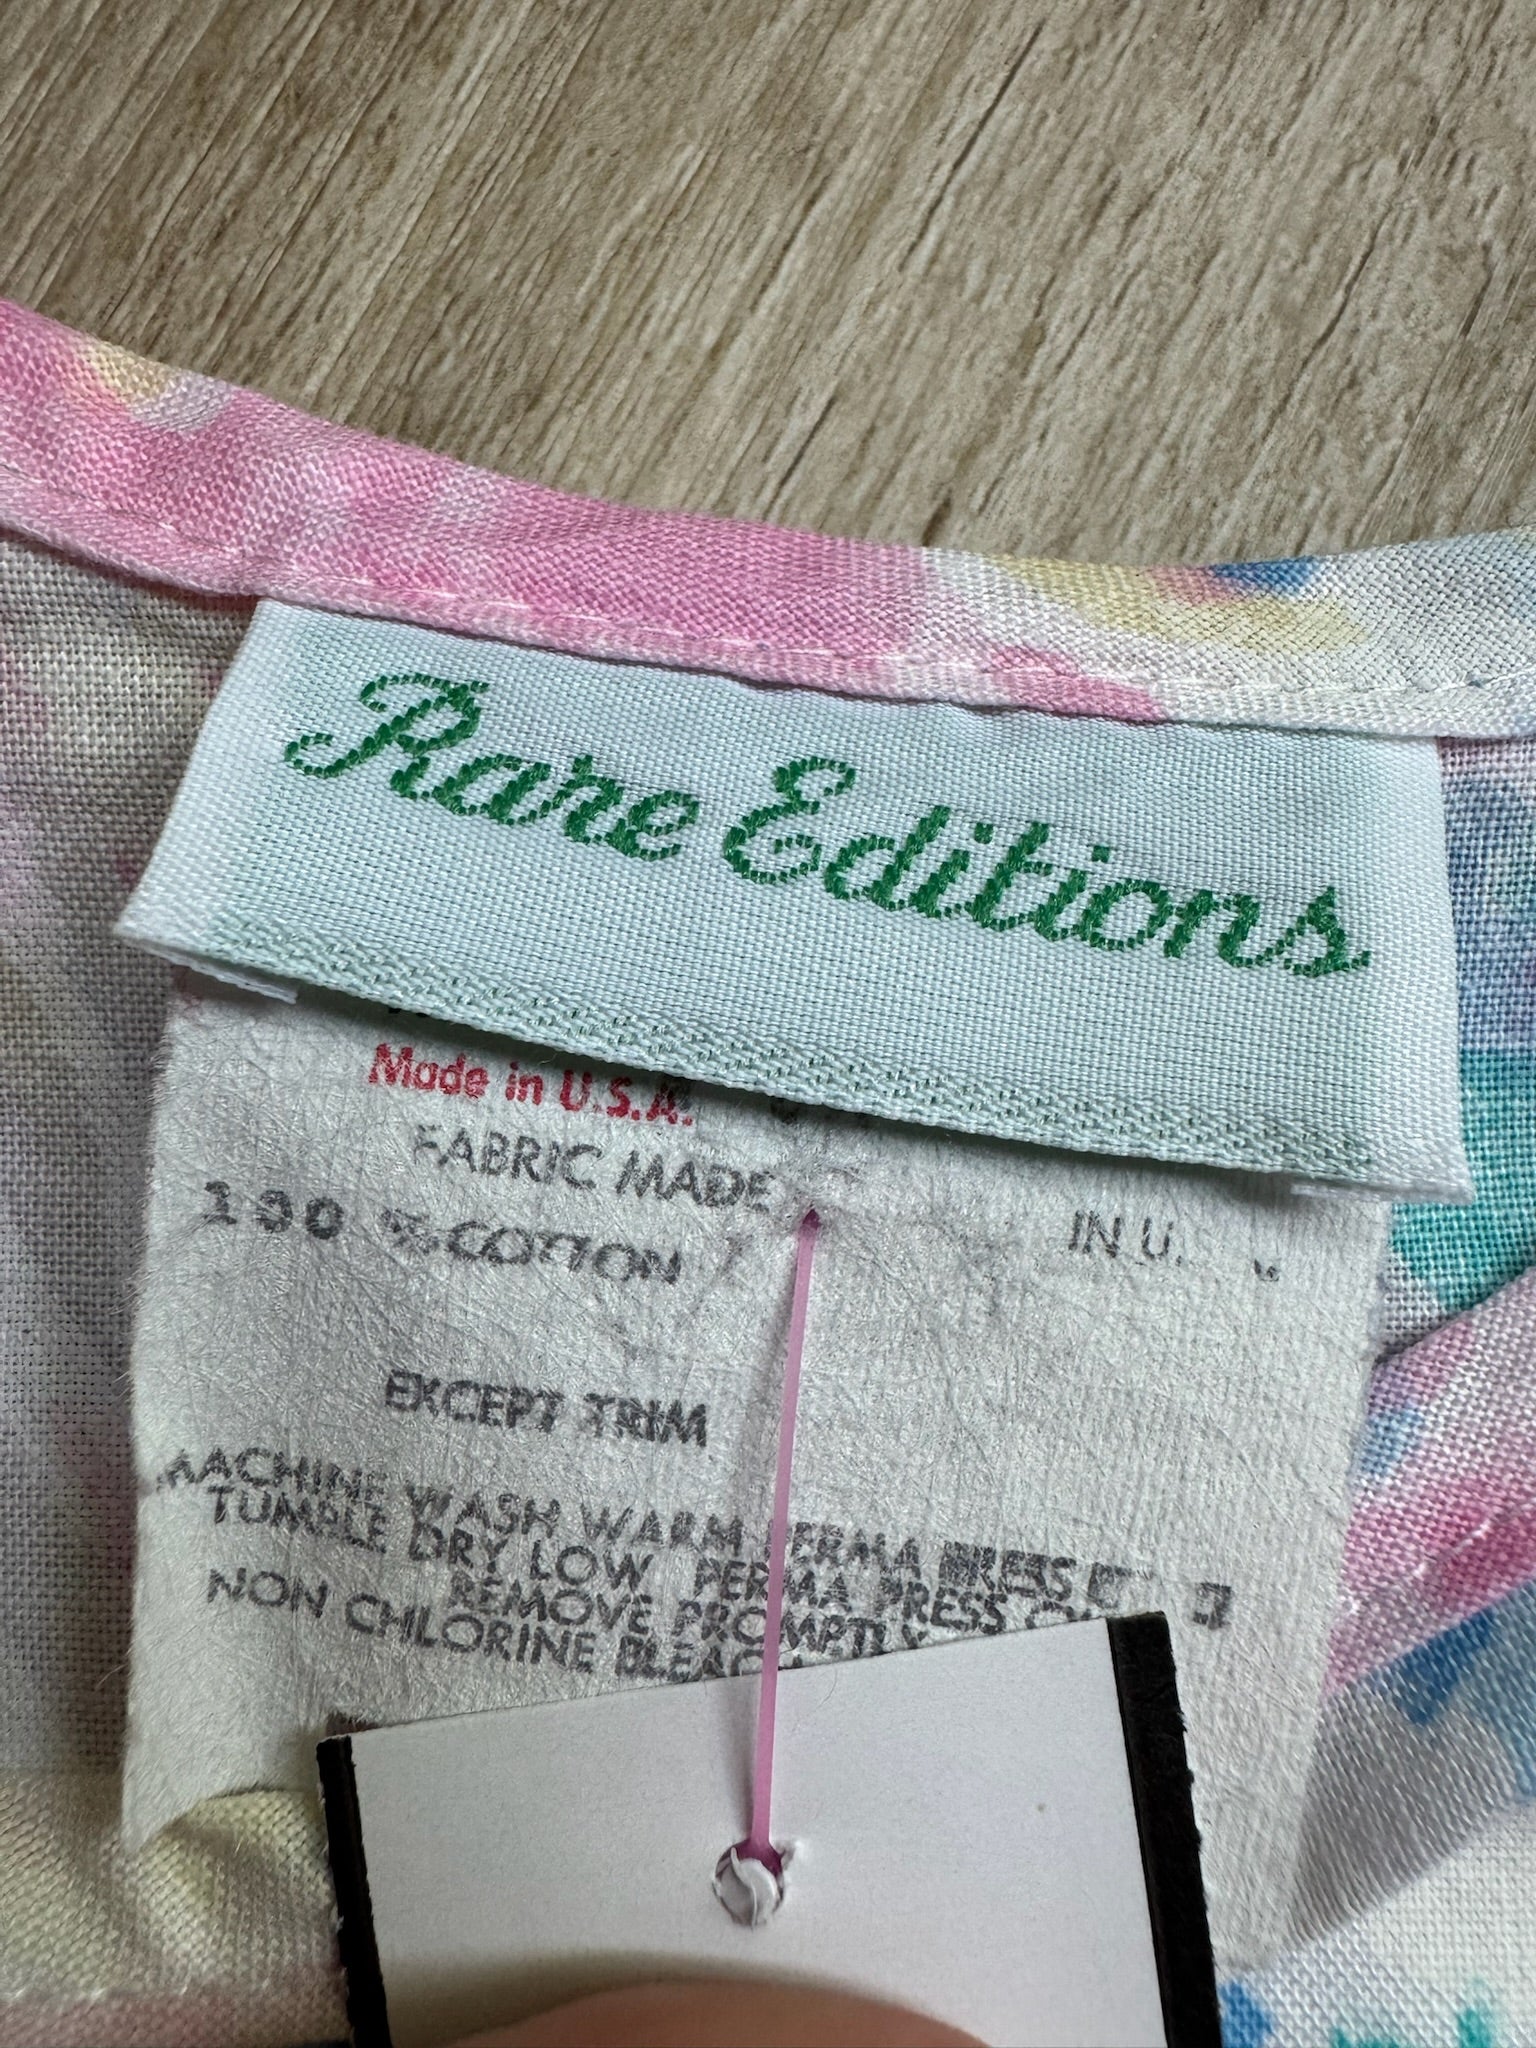 Rare Editions
Made in U.S.A.
FABRIC MADE IN U.
100 % COTTON
EXCEPT TRIM
MACHINE WASH WARM PERMA PRESS
TUMBLE DRY LOW PERMA PRESS
REMOVE PROMPTLY
NON CHLORINE BLEACH